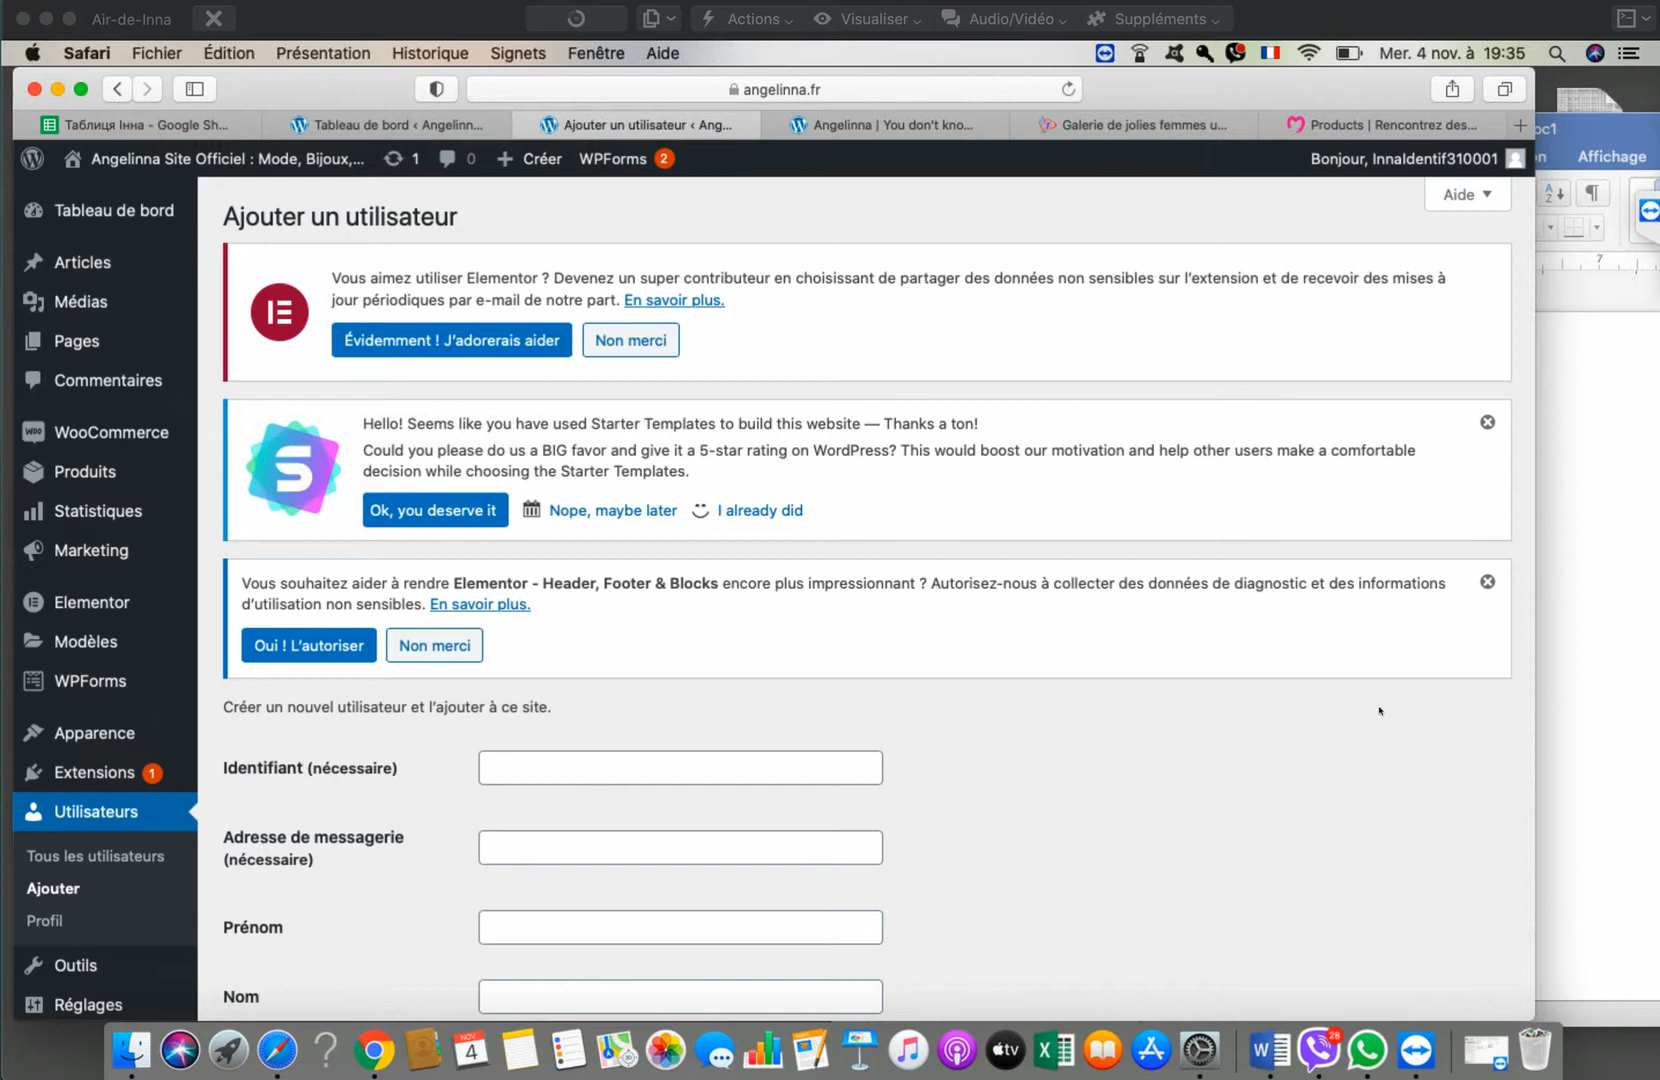 Air-de-Inna
Actions
Visualiser
Audio/Vidéo
Suppléments
Safari Fichier Édition Présentation Historique Signets Fenêtre Aide
Mer. 4 nov. à 19:35
angelinna.fr
Таблиця Інна - Google Sh...
Tableau de bord ‹ Angelinn...
Ajouter un utilisateur ‹ Ang...
Angelinna | You don't kno...
Galerie de jolies femmes u...
Products | Rencontrez des...
Affichage
Angelinna Site Officiel : Mode, Bijoux,...
1
0
Créer
WPForms 2
Bonjour, InnaIdentif310001
Aide
Tableau de bord
Articles
Médias
Pages
Commentaires
WooCommerce
Produits
Statistiques
Marketing
Elementor
Modèles
WPForms
Apparence
Extensions 1
Utilisateurs
Tous les utilisateurs
Ajouter
Profil
Outils
Réglages
Ajouter un utilisateur
Vous aimez utiliser Elementor ? Devenez un super contributeur en choisissant de partager des données non sensibles sur l'extension et de recevoir des mises à
jour périodiques par e-mail de notre part. En savoir plus.
Évidemment ! J'adorerais aider
Non merci
Hello! Seems like you have used Starter Templates to build this website — Thanks a ton!
Could you please do us a BIG favor and give it a 5-star rating on WordPress? This would boost our motivation and help other users make a comfortable
decision while choosing the Starter Templates.
Ok, you deserve it
Nope, maybe later
I already did
Vous souhaitez aider à rendre Elementor - Header, Footer & Blocks encore plus impressionnant ? Autorisez-nous à collecter des données de diagnostic et des informations
d'utilisation non sensibles. En savoir plus.
Oui ! L'autoriser
Non merci
Créer un nouvel utilisateur et l'ajouter à ce site.
Identifiant (nécessaire)
Adresse de messagerie
(nécessaire)
Prénom
Nom
NOV
4
tv
28
7